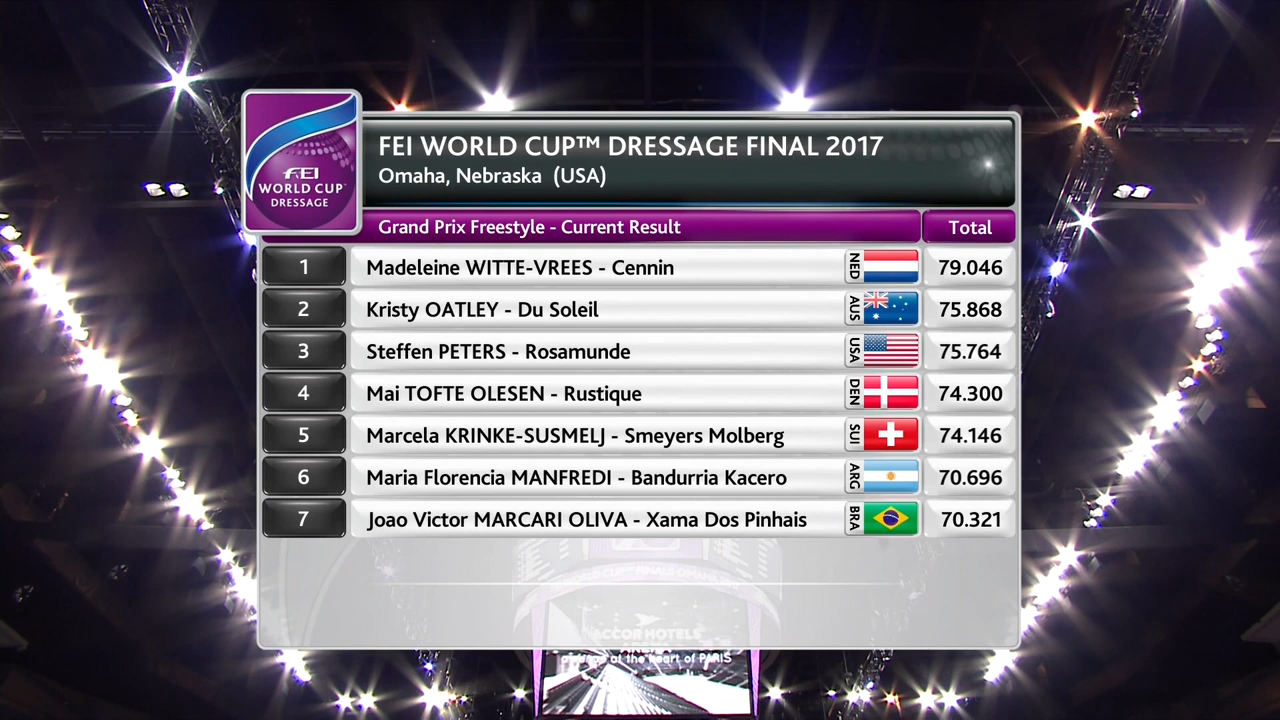 FEI WORLD CUP™ DRESSAGE FINAL 2017
Omaha, Nebraska (USA)
FEI
WORLD CUP™
DRESSAGE
Grand Prix Freestyle - Current Result Total
1 Madeleine WITTE-VREES - Cennin NED 79.046
2 Kristy OATLEY - Du Soleil AUS 75.868
3 Steffen PETERS - Rosamunde USA 75.764
4 Mai TOFTE OLESEN - Rustique DEN 74.300
5 Marcela KRINKE-SUSMELJ - Smeyers Molberg SUI 74.146
6 Maria Florencia MANFREDI - Bandurria Kacero ARG 70.696
7 Joao Victor MARCARI OLIVA - Xama Dos Pinhais BRA 70.321
ACCOR HOTELS
ARENA
at the heart of PARIS